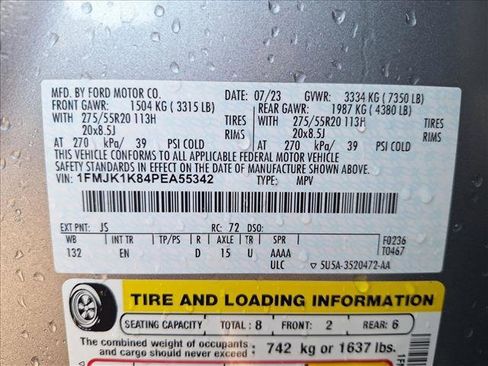 MFD. BY FORD MOTOR CO. DATE: 07/23 GVWR: 3334 KG ( 7350 LB)
FRONT GAWR: 1504 KG ( 3315 LB) REAR GAWR: 1987 KG ( 4380 LB)
WITH 275/55R20 113H TIRES WITH 275/55R20 113H TIRES
20x8.5J RIMS 20x8.5J RIMS
AT 270 kPa/ 39 PSI COLD AT 270 kPa/ 39 PSI COLD
THIS VEHICLE CONFORMS TO ALL APPLICABLE FEDERAL MOTOR VEHICLE
SAFETY STANDARDS IN EFFECT ON THE DATE OF MANUFACTURE SHOWN ABOVE.
VIN: 1FMJK1K84PEA55342 TYPE: MPV
EXT PNT: JS RC: 72 DSO: F0236
WB INT TR TP/PS R AXLE TR SPR T0467
132 EN D 15 U AAAA
ULC 5U5A-3520472-AA
TIRE AND LOADING INFORMATION
SEATING CAPACITY TOTAL : 8 FRONT: 2 REAR: 6
The combined weight of occupants
and cargo should never exceed: 742 kg or 1637 lbs.